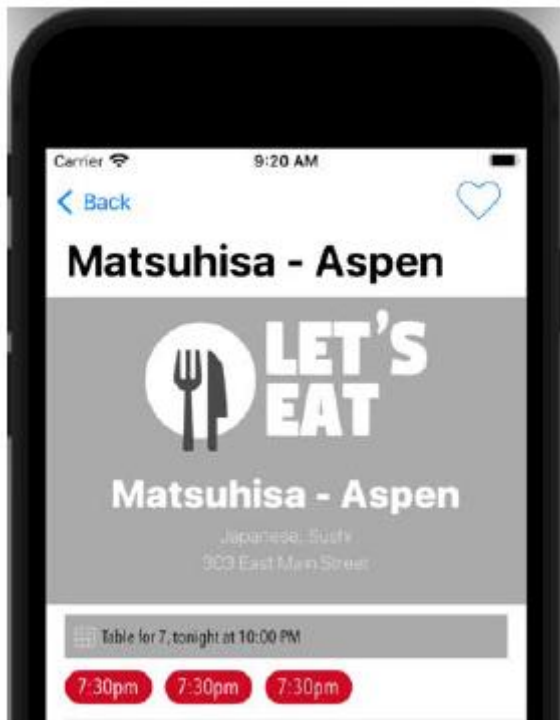 Carrier 9:20 AM
Back
Matsuhisa - Aspen
LET'S
EAT
Matsuhisa - Aspen
Japanese, Sushi
303 East Main Street
Table for 7, tonight at 10:00 PM
7:30pm 7:30pm 7:30pm